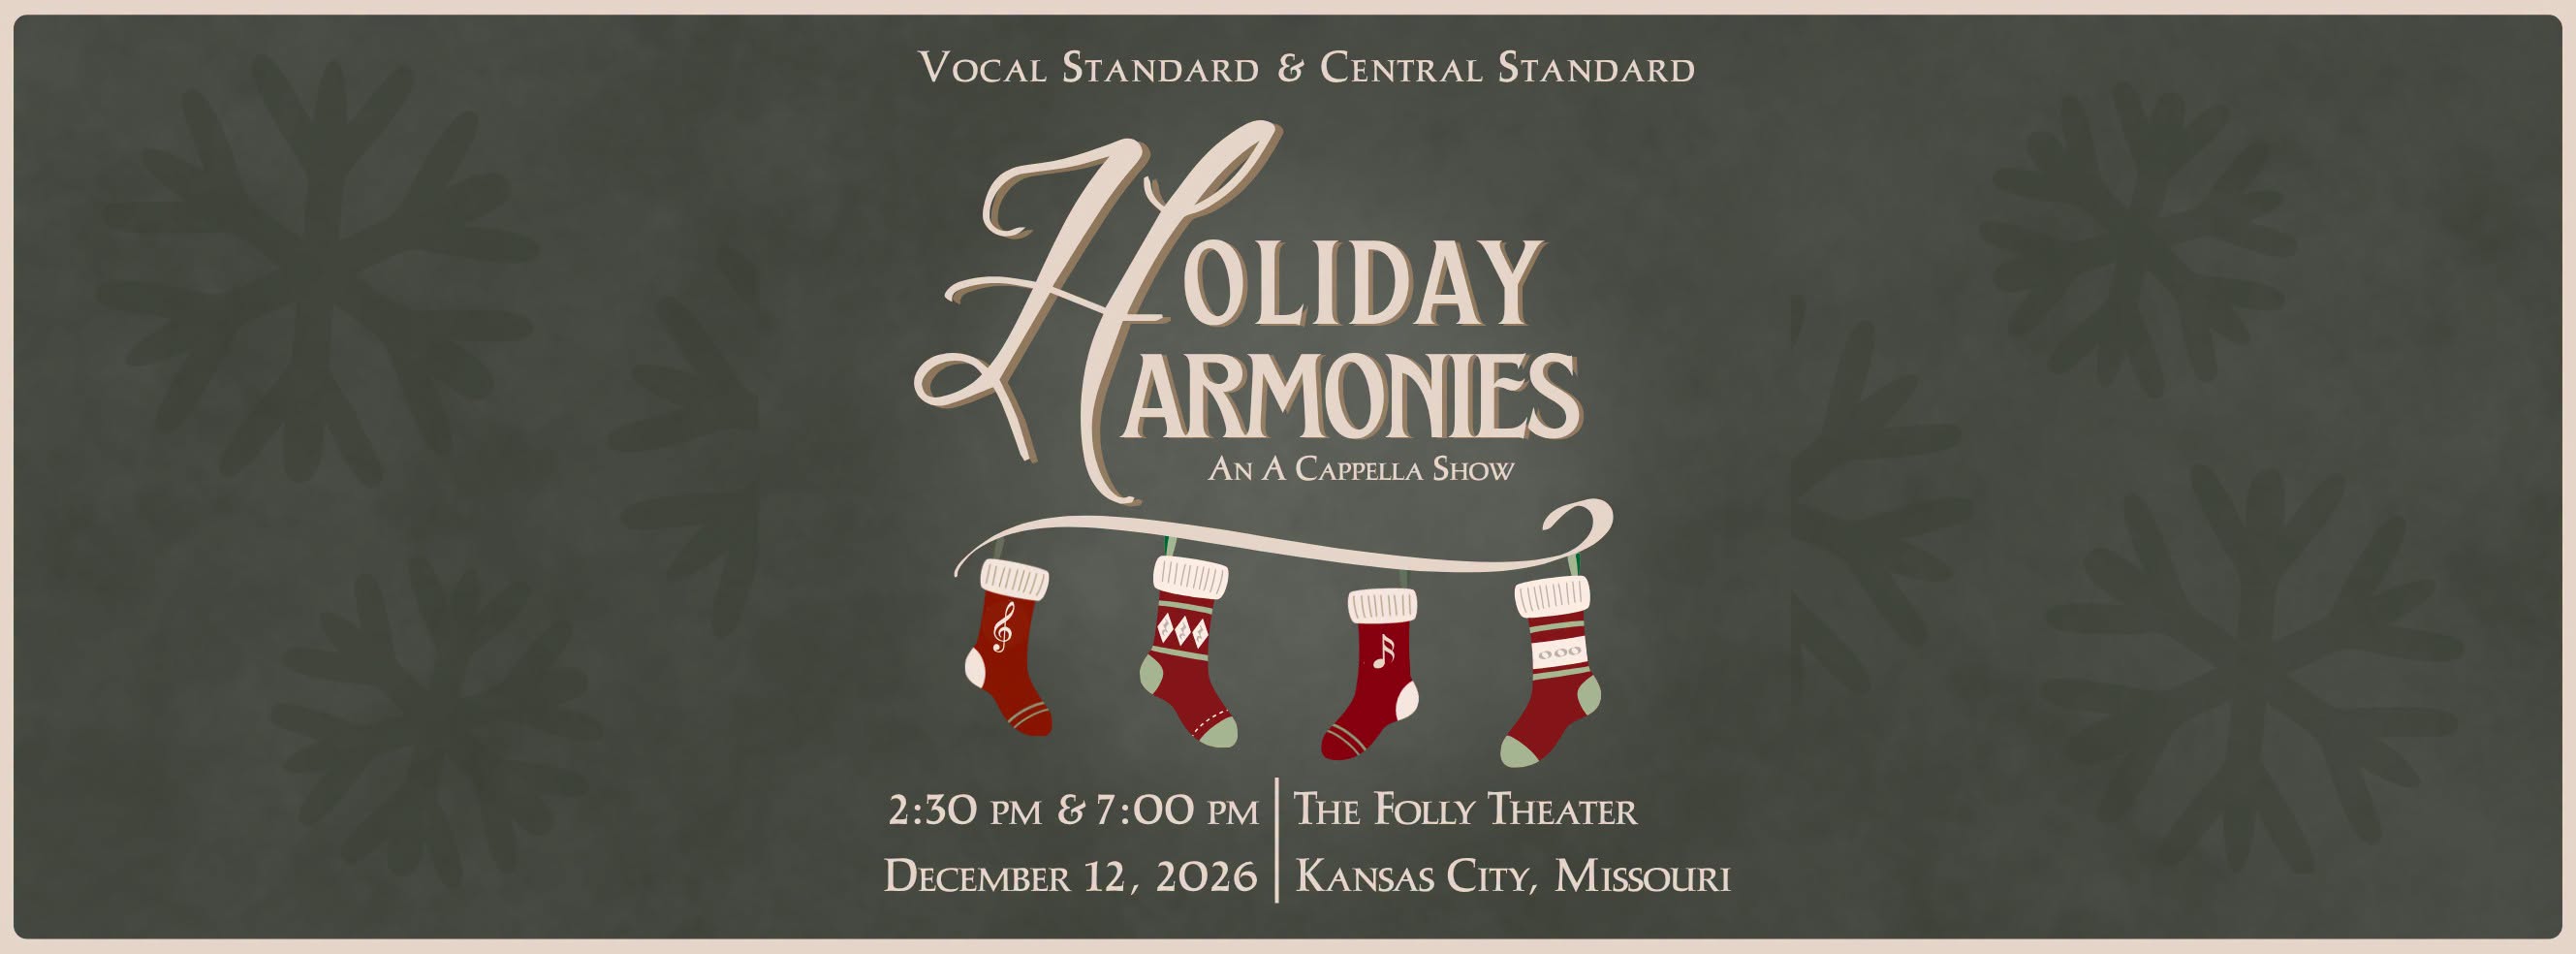 Vocal Standard & Central Standard
Holiday
Harmonies
An A Cappella Show
2:30 pm & 7:00 pm
December 12, 2026
The Folly Theater
Kansas City, Missouri